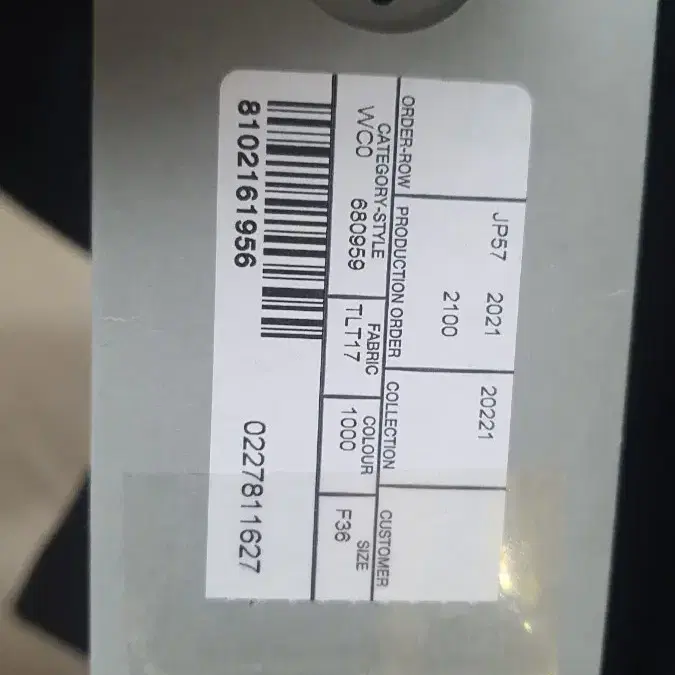 JP57 2021 20221
2100
ORDER-ROW PRODUCTION ORDER COLLECTION CUSTOMER
CATEGORY-STYLE FABRIC COLOUR SIZE
WC0 680959 TLT17 1000 F36
8102161956 0227811627